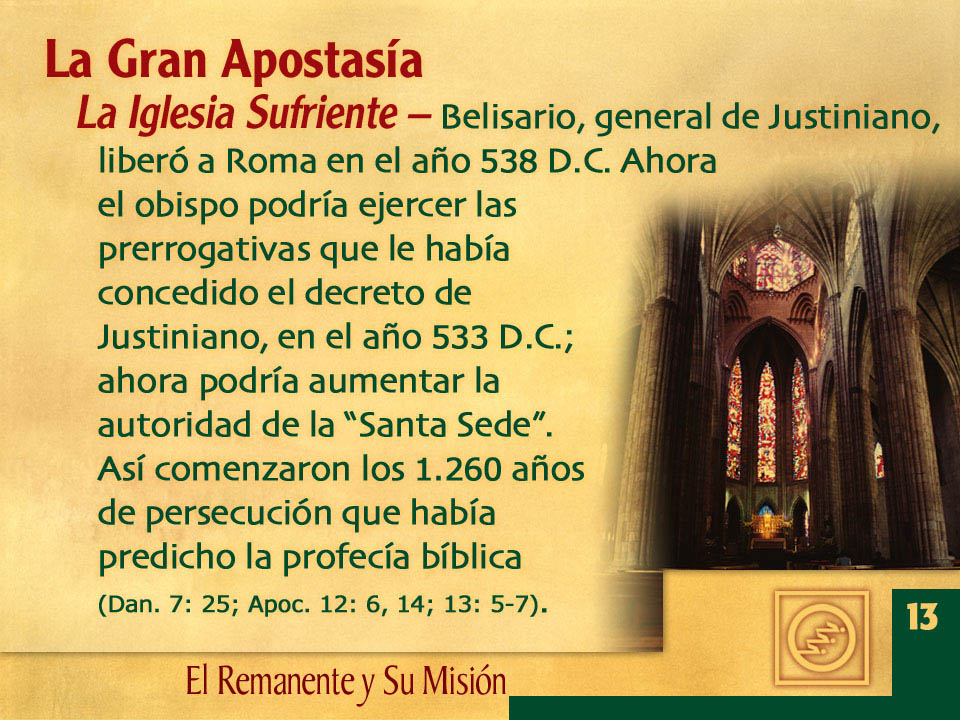 La Gran Apostasía
La Iglesia Sufriente – Belisario, general de Justiniano,
liberó a Roma en el año 538 D.C. Ahora
el obispo podría ejercer las
prerrogativas que le había
concedido el decreto de
Justiniano, en el año 533 D.C.;
ahora podría aumentar la
autoridad de la “Santa Sede”.
Así comenzaron los 1.260 años
de persecución que había
predicho la profecía bíblica
(Dan. 7: 25; Apoc. 12: 6, 14; 13: 5-7).
13
El Remanente y Su Misión